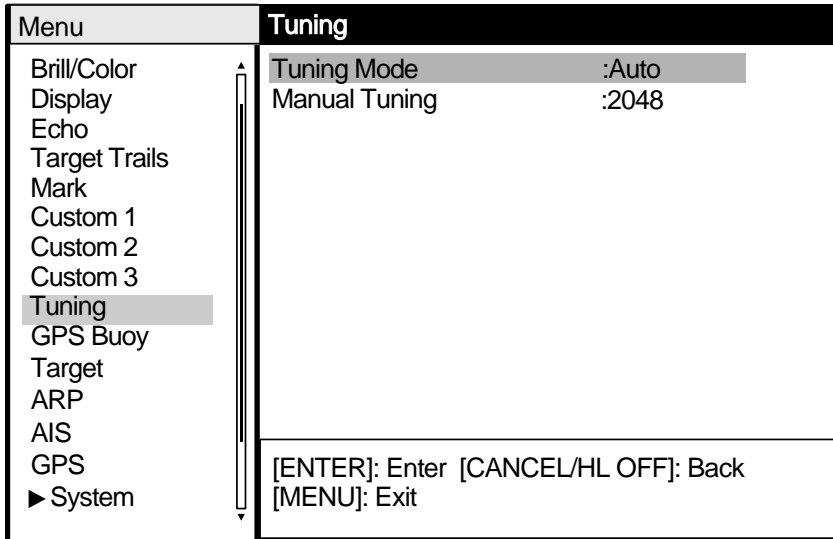 Menu
Brill/Color
Display
Echo
Target Trails
Mark
Custom 1
Custom 2
Custom 3
Tuning
GPS Buoy
Target
ARP
AIS
GPS
▶System
Tuning
Tuning Mode :Auto
Manual Tuning :2048
[ENTER]: Enter [CANCEL/HL OFF]: Back
[MENU]: Exit